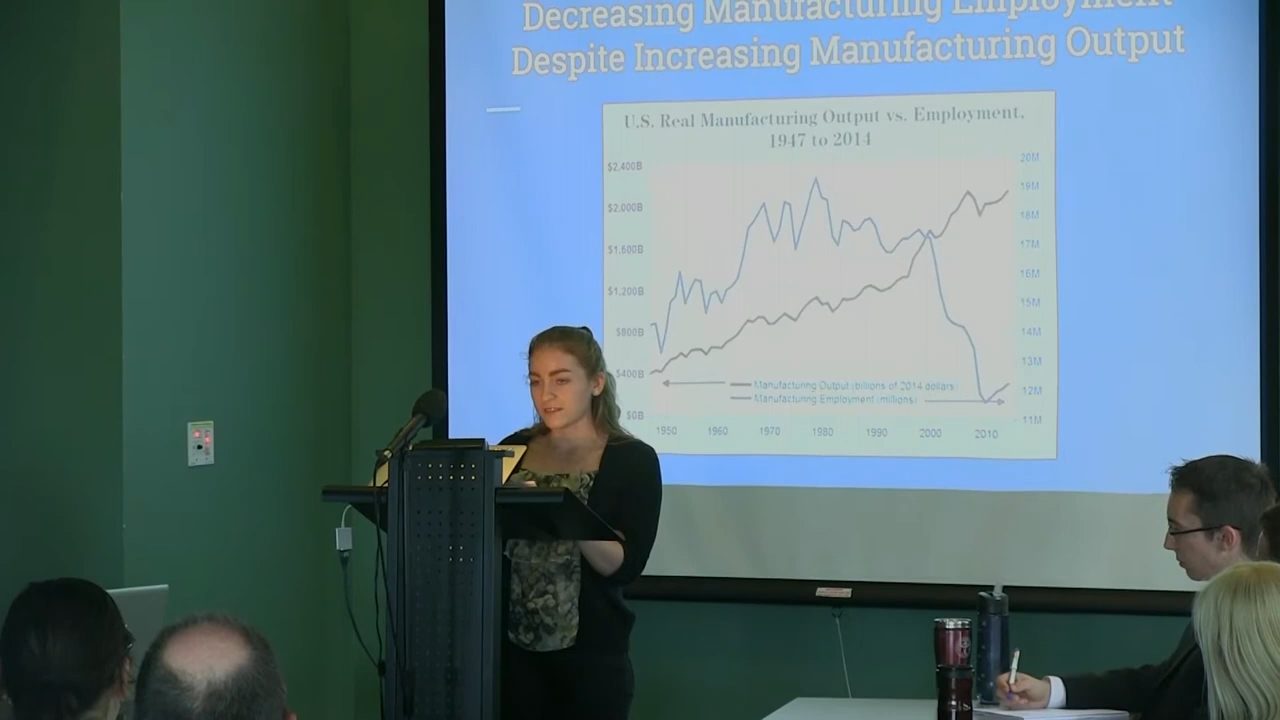 Decreasing Manufacturing Employment
Despite Increasing Manufacturing Output
U.S. Real Manufacturing Output vs. Employment,
1947 to 2014
$2,400B
$2,000B
$1,600B
$1,200B
$800B
$400B
$0B
20M
19M
18M
17M
16M
15M
14M
13M
12M
11M
Manufacturing Output (billions of 2014 dollars)
Manufacturing Employment (millions)
1950 1960 1970 1980 1990 2000 2010